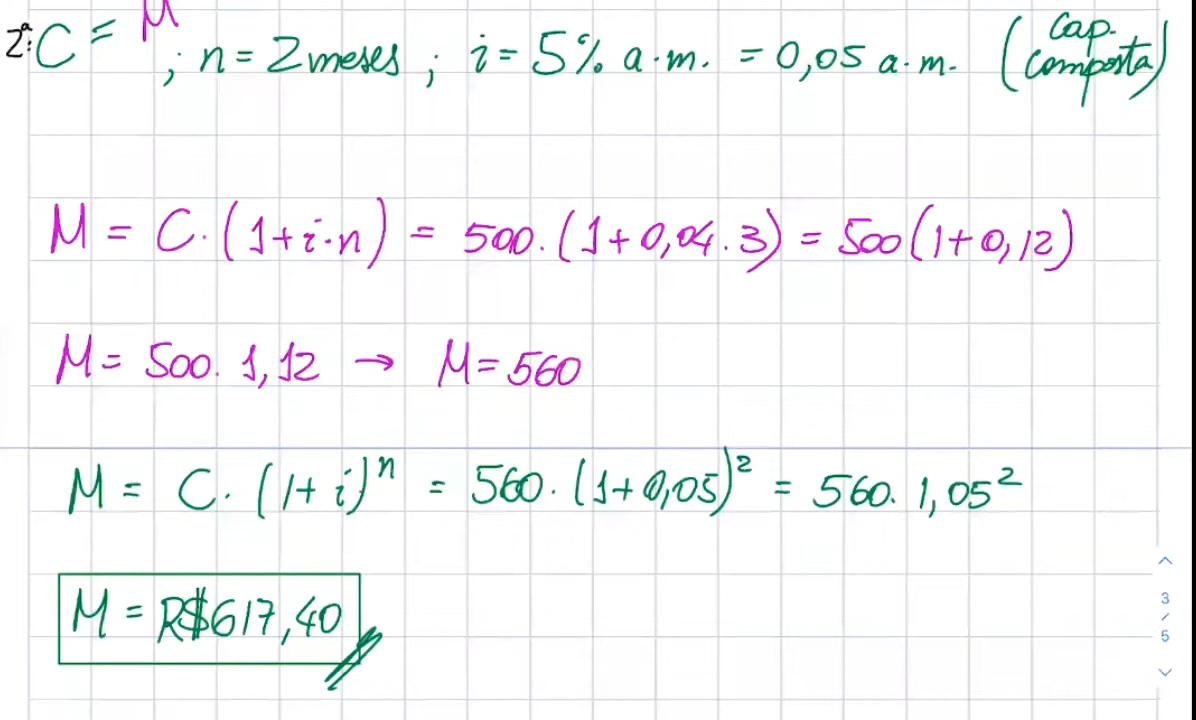 2ª: C = M ; n = 2 meses ; i = 5% a.m. = 0,05 a.m. (Cap. Composta)
M = C.(1+i.n) = 500.(1+0,04.3) = 500(1+0,12)
M = 500. 1,12 → M = 560
M = C. (1+i)ⁿ = 560.(1+0,05)² = 560. 1,05²
M = R$617,40
3
/
5